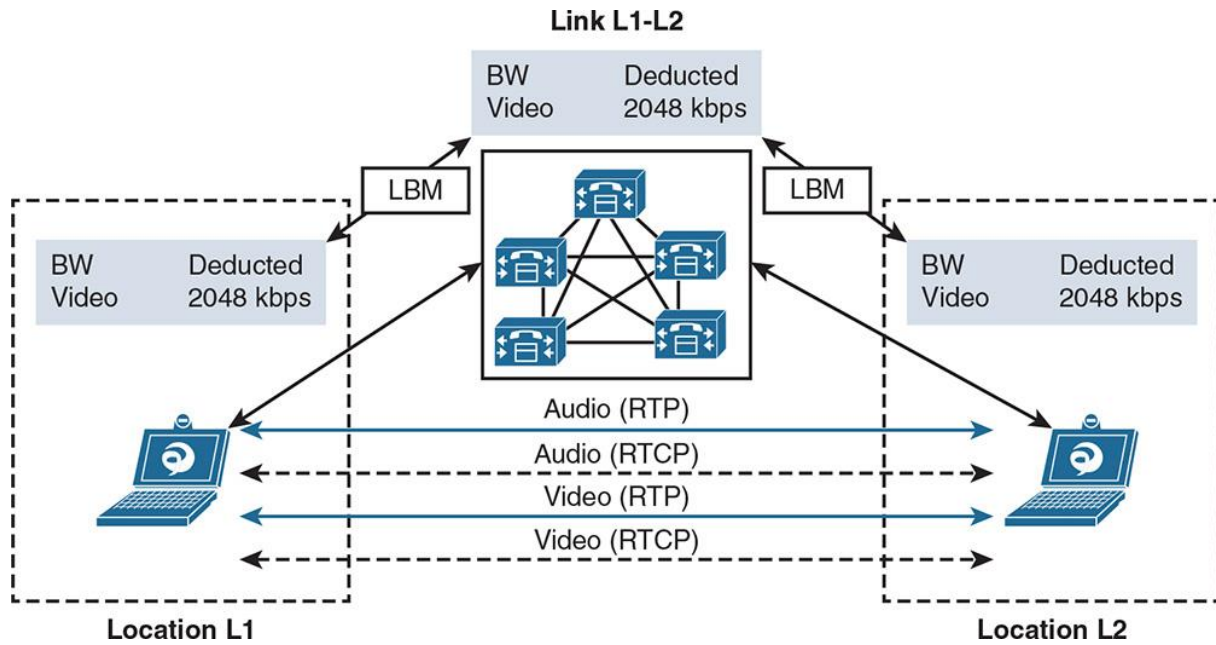 Link L1-L2
BW Deducted
Video 2048 kbps
LBM
LBM
BW Deducted
Video 2048 kbps
BW Deducted
Video 2048 kbps
Audio (RTP)
Audio (RTCP)
Video (RTP)
Video (RTCP)
Location L1
Location L2